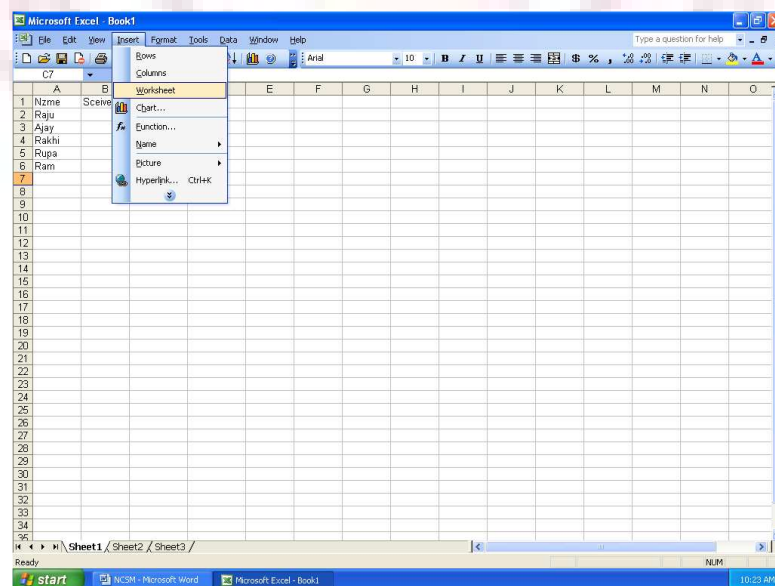 Microsoft Excel - Book1
File Edit View Insert Format Tools Data Window Help Type a question for help
Arial 10 B I U $ % ,
C7
A B E F G H I J K L M N O
Rows
Columns
Worksheet
Chart...
Function...
Name
Picture
Hyperlink... Ctrl+K
1 Nzme Sceive
2 Raju
3 Ajay
4 Rakhi
5 Rupa
6 Ram
7
8
9
10
11
12
13
14
15
16
17
18
19
20
21
22
23
24
25
26
27
28
29
30
31
32
33
34
35
Sheet1 / Sheet2 / Sheet3 /
Ready NUM
start NCSM - Microsoft Word Microsoft Excel - Book1 10:23 AM